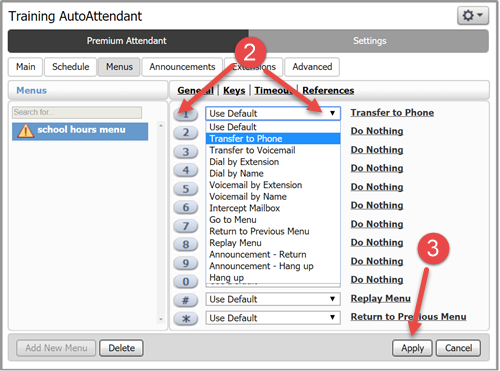 Training AutoAttendant
Premium Attendant Settings
Main Schedule Menus Announcements Extensions Advanced
2
Menus
General | Keys | Timeout | References
Search for...
school hours menu
1 Use Default Transfer to Phone
Use Default
2 Do Nothing
Transfer to Phone
3 Transfer to Voicemail Do Nothing
Dial by Extension
4 Do Nothing
Dial by Name
5 Voicemail by Extension Do Nothing
Voicemail by Name
6 Intercept Mailbox Do Nothing
Go to Menu
7 Return to Previous Menu Do Nothing
8 Replay Menu Do Nothing
Announcement - Return
9 Announcement - Hang up Do Nothing
Hang up
0 Use Default Do Nothing
# Use Default Replay Menu
* Use Default Return to Previous Menu
3
Add New Menu Delete Apply Cancel